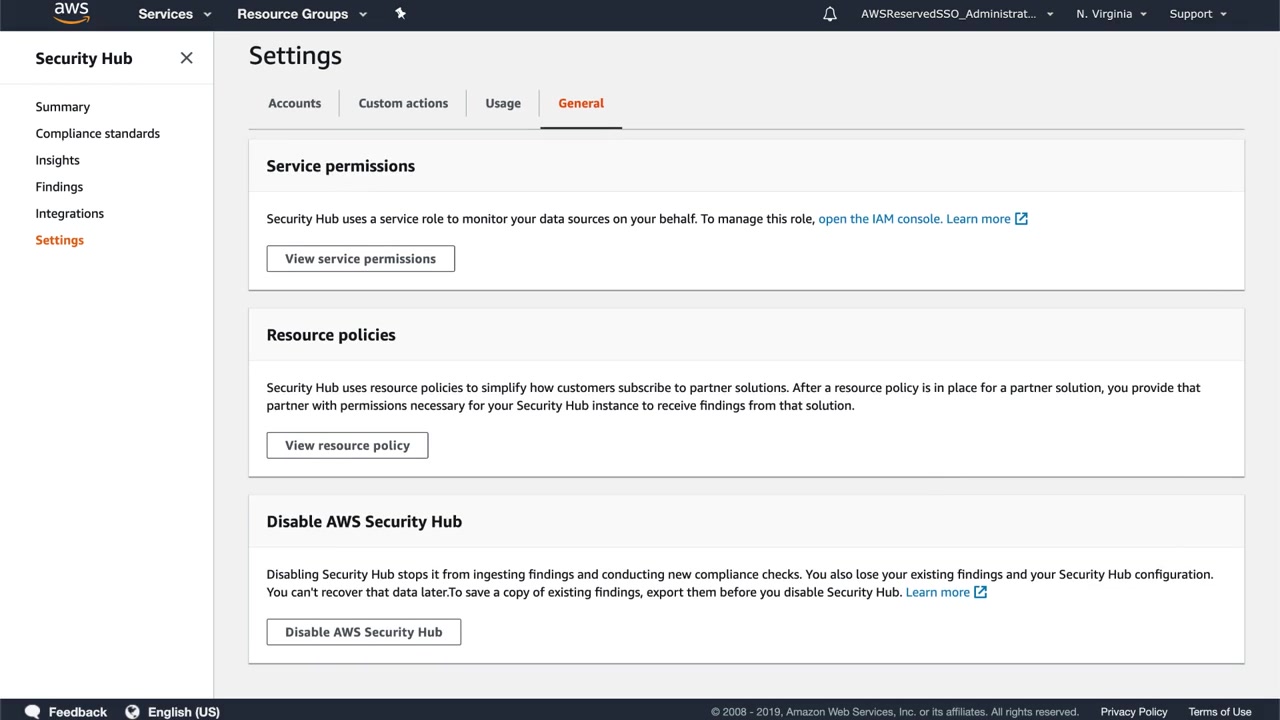 aws
Services
Resource Groups
AWSReservedSSO_Administrat...
N. Virginia
Support
Security Hub
Summary
Compliance standards
Insights
Findings
Integrations
Settings
Settings
Accounts
Custom actions
Usage
General
Service permissions
Security Hub uses a service role to monitor your data sources on your behalf. To manage this role, open the IAM console. Learn more
View service permissions
Resource policies
Security Hub uses resource policies to simplify how customers subscribe to partner solutions. After a resource policy is in place for a partner solution, you provide that
partner with permissions necessary for your Security Hub instance to receive findings from that solution.
View resource policy
Disable AWS Security Hub
Disabling Security Hub stops it from ingesting findings and conducting new compliance checks. You also lose your existing findings and your Security Hub configuration.
You can't recover that data later.To save a copy of existing findings, export them before you disable Security Hub. Learn more
Disable AWS Security Hub
Feedback
English (US)
© 2008 - 2019, Amazon Web Services, Inc. or its affiliates. All rights reserved.
Privacy Policy
Terms of Use